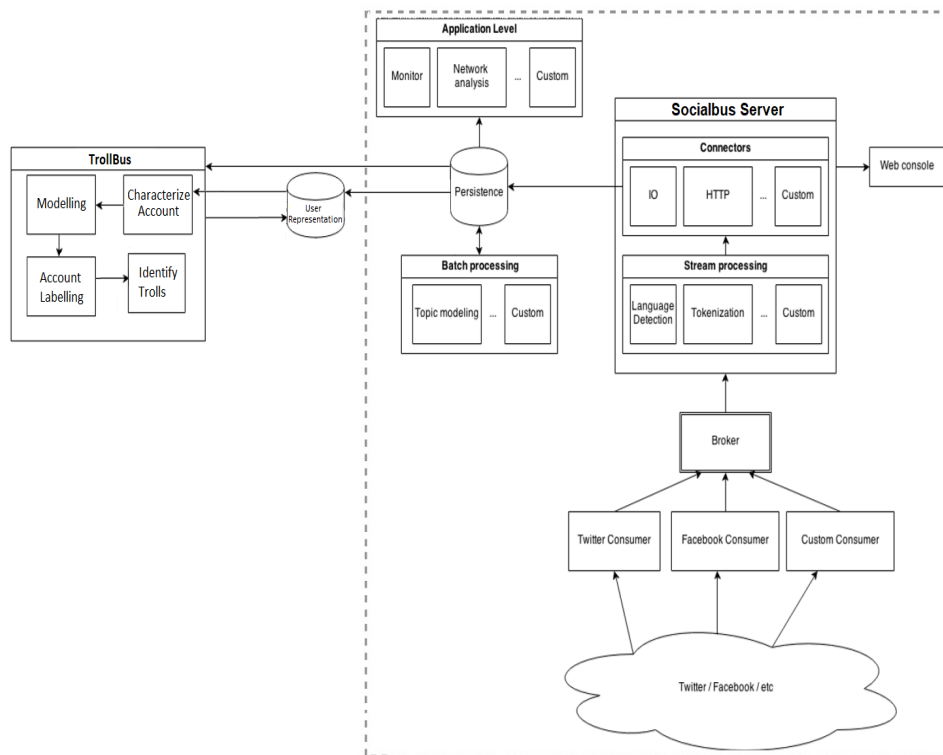 Application Level
Monitor
Network
analysis
...
Custom
Socialbus Server
Connectors
IO
HTTP
...
Custom
Web console
TrollBus
Modelling
Characterize
Account
Account
Labelling
Identify
Trolls
User
Representation
Persistence
Batch processing
Topic modeling
...
Custom
Stream processing
Language
Detection
Tokenization
...
Custom
Broker
Twitter Consumer
Facebook Consumer
Custom Consumer
Twitter / Facebook / etc